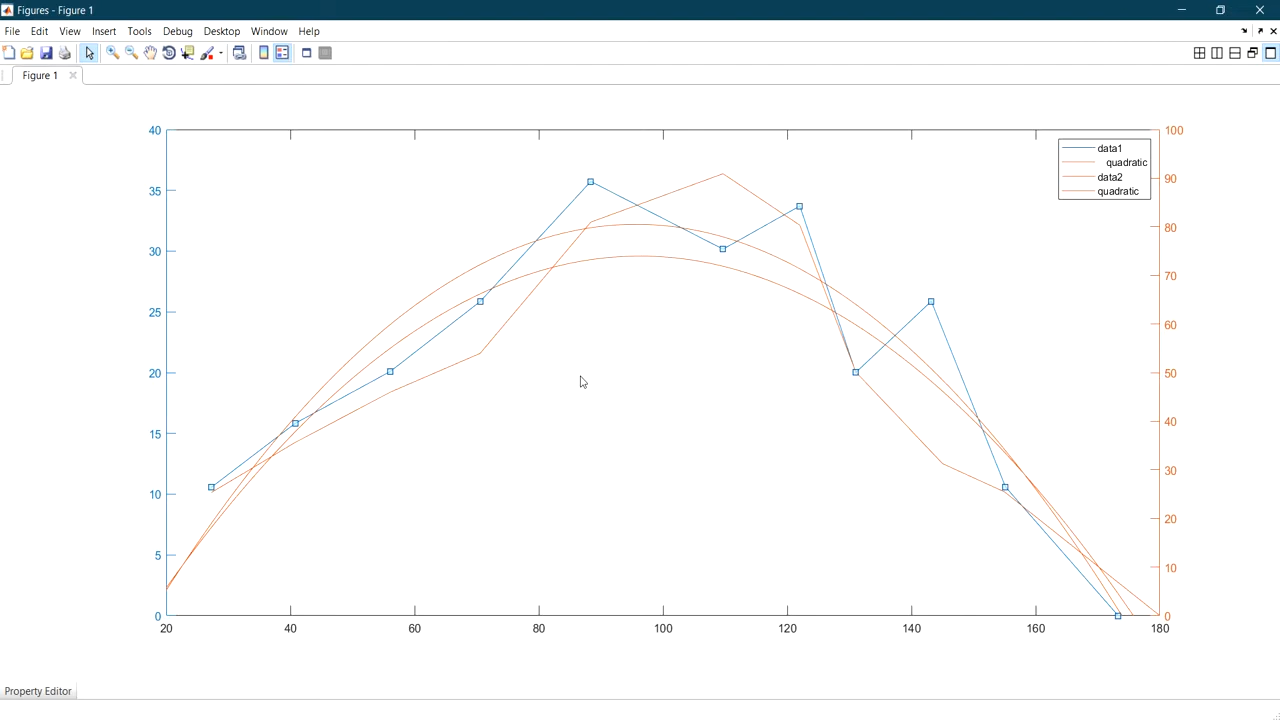 Figures - Figure 1
File Edit View Insert Tools Debug Desktop Window Help
Figure 1
40
35
30
25
20
15
10
5
0
20 40 60 80 100 120 140 160 180
100
90
80
70
60
50
40
30
20
10
0
data1
quadratic
data2
quadratic
Property Editor